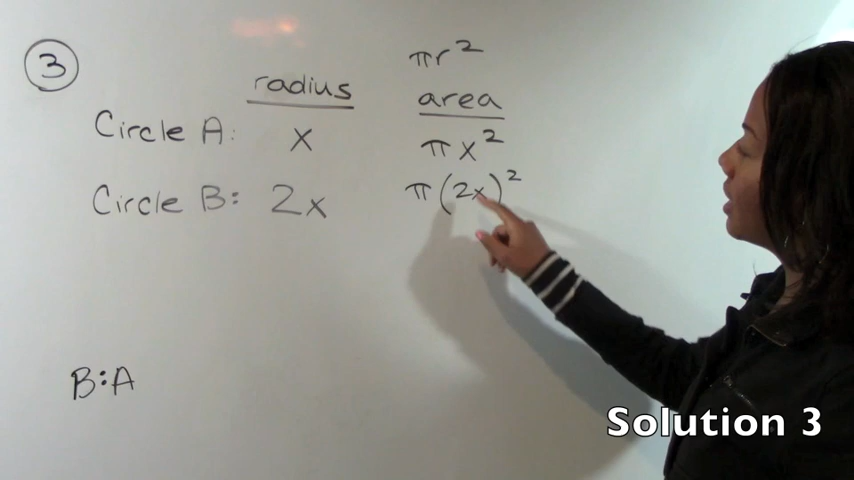 ③
πr²
radius area
Circle A: x πx²
Circle B: 2x π(2x)²
B:A
Solution 3